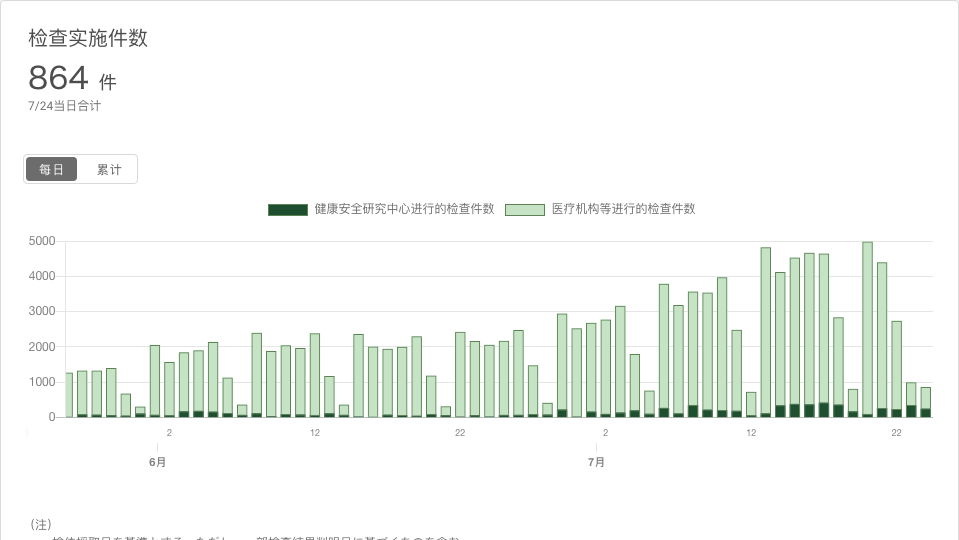 检查实施件数
864 件
7/24当日合计
每日 累计
健康安全研究中心进行的检查件数 医疗机构等进行的检查件数
5000
4000
3000
2000
1000
0
2 12 22 2 12 22
6月 7月
(注)